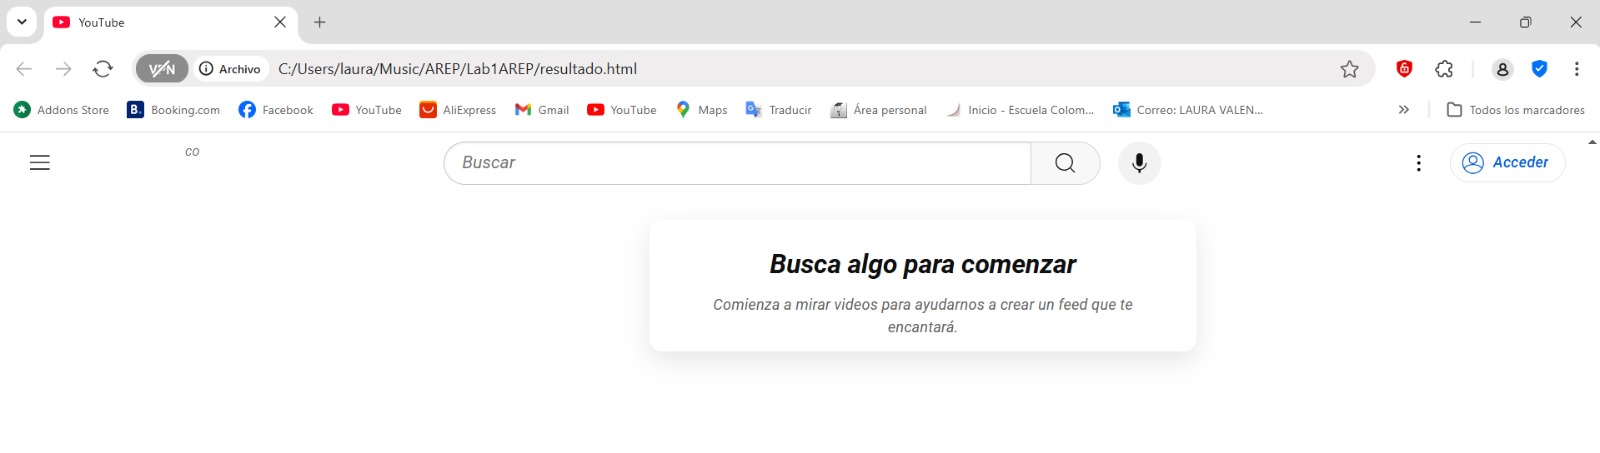 YouTube
VPN
Archivo
C:/Users/laura/Music/AREP/Lab1AREP/resultado.html
Addons Store
B. Booking.com
Facebook
YouTube
AliExpress
Gmail
YouTube
Maps
Traducir
Área personal
Inicio - Escuela Colom...
Correo: LAURA VALEN...
Todos los marcadores
CO
Buscar
Acceder
Busca algo para comenzar
Comienza a mirar videos para ayudarnos a crear un feed que te
encantará.